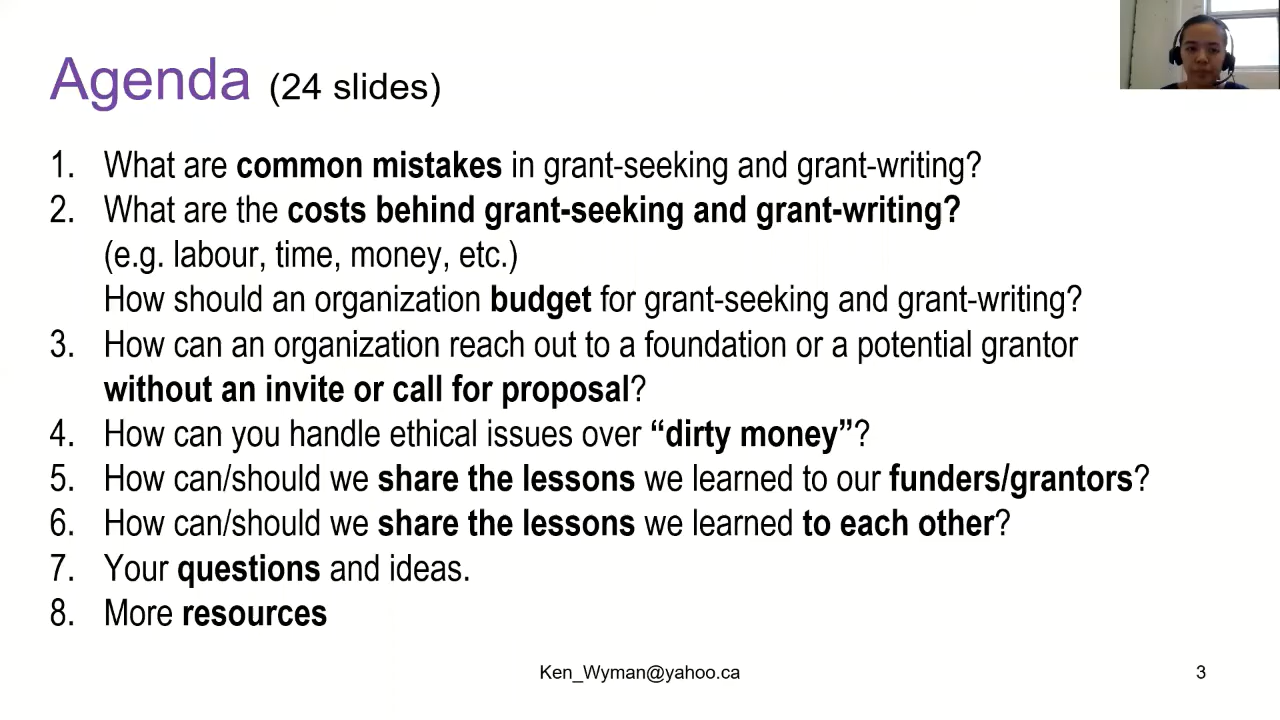 Agenda (24 slides)
1. What are common mistakes in grant-seeking and grant-writing?
2. What are the costs behind grant-seeking and grant-writing?
(e.g. labour, time, money, etc.)
How should an organization budget for grant-seeking and grant-writing?
3. How can an organization reach out to a foundation or a potential grantor
without an invite or call for proposal?
4. How can you handle ethical issues over “dirty money”?
5. How can/should we share the lessons we learned to our funders/grantors?
6. How can/should we share the lessons we learned to each other?
7. Your questions and ideas.
8. More resources
Ken_Wyman@yahoo.ca
3